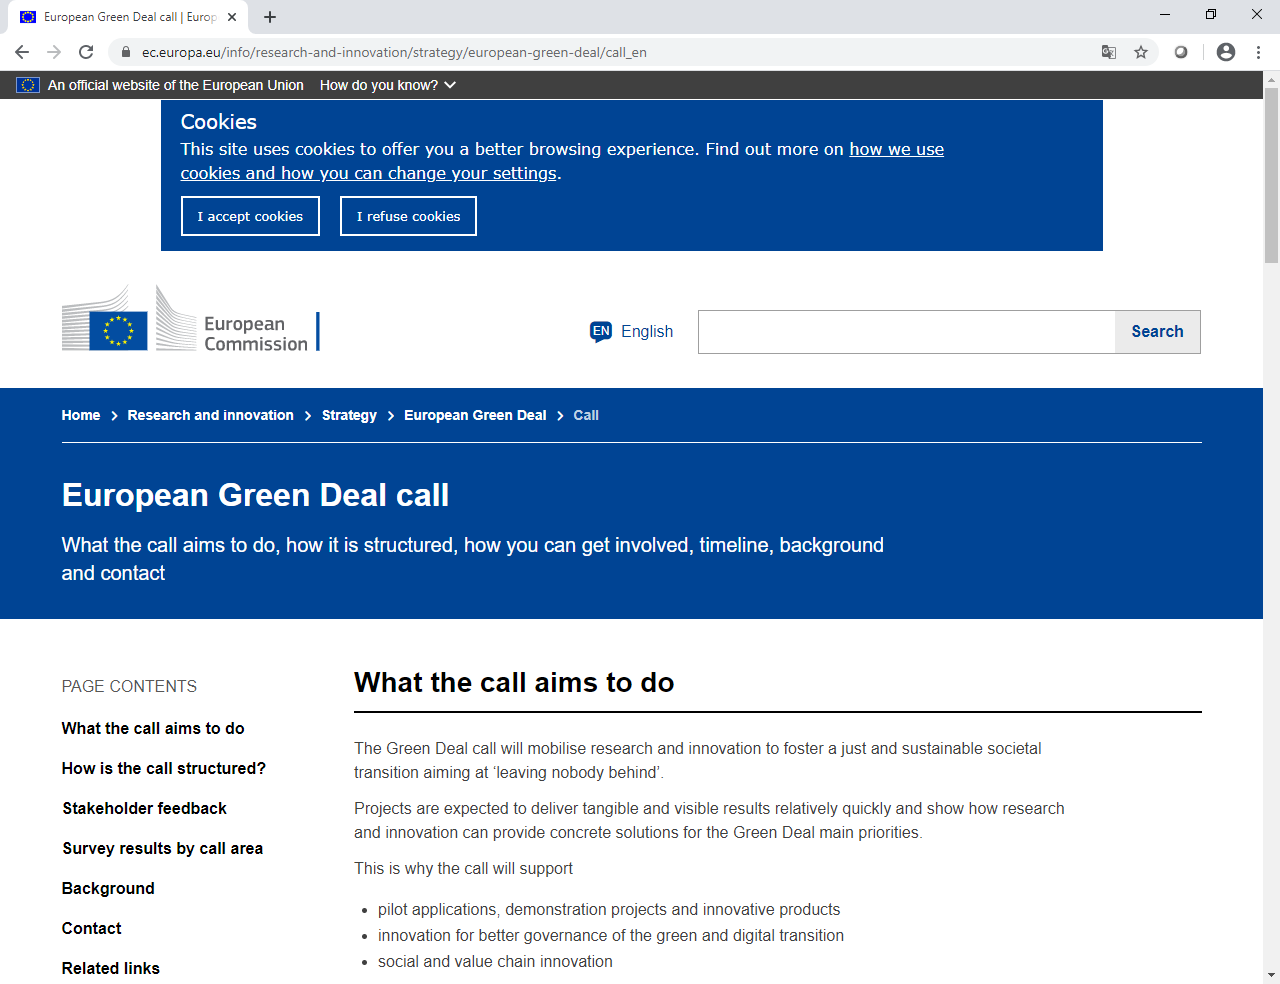 European Green Deal call | Europ
ec.europa.eu/info/research-and-innovation/strategy/european-green-deal/call_en
An official website of the European Union How do you know?
Cookies
This site uses cookies to offer you a better browsing experience. Find out more on how we use
cookies and how you can change your settings.
I accept cookies I refuse cookies
European
Commission
EN English
Search
Home Research and innovation Strategy European Green Deal Call
European Green Deal call
What the call aims to do, how it is structured, how you can get involved, timeline, background
and contact
PAGE CONTENTS
What the call aims to do
How is the call structured?
Stakeholder feedback
Survey results by call area
Background
Contact
Related links
What the call aims to do
The Green Deal call will mobilise research and innovation to foster a just and sustainable societal
transition aiming at ‘leaving nobody behind’.
Projects are expected to deliver tangible and visible results relatively quickly and show how research
and innovation can provide concrete solutions for the Green Deal main priorities.
This is why the call will support
• pilot applications, demonstration projects and innovative products
• innovation for better governance of the green and digital transition
• social and value chain innovation